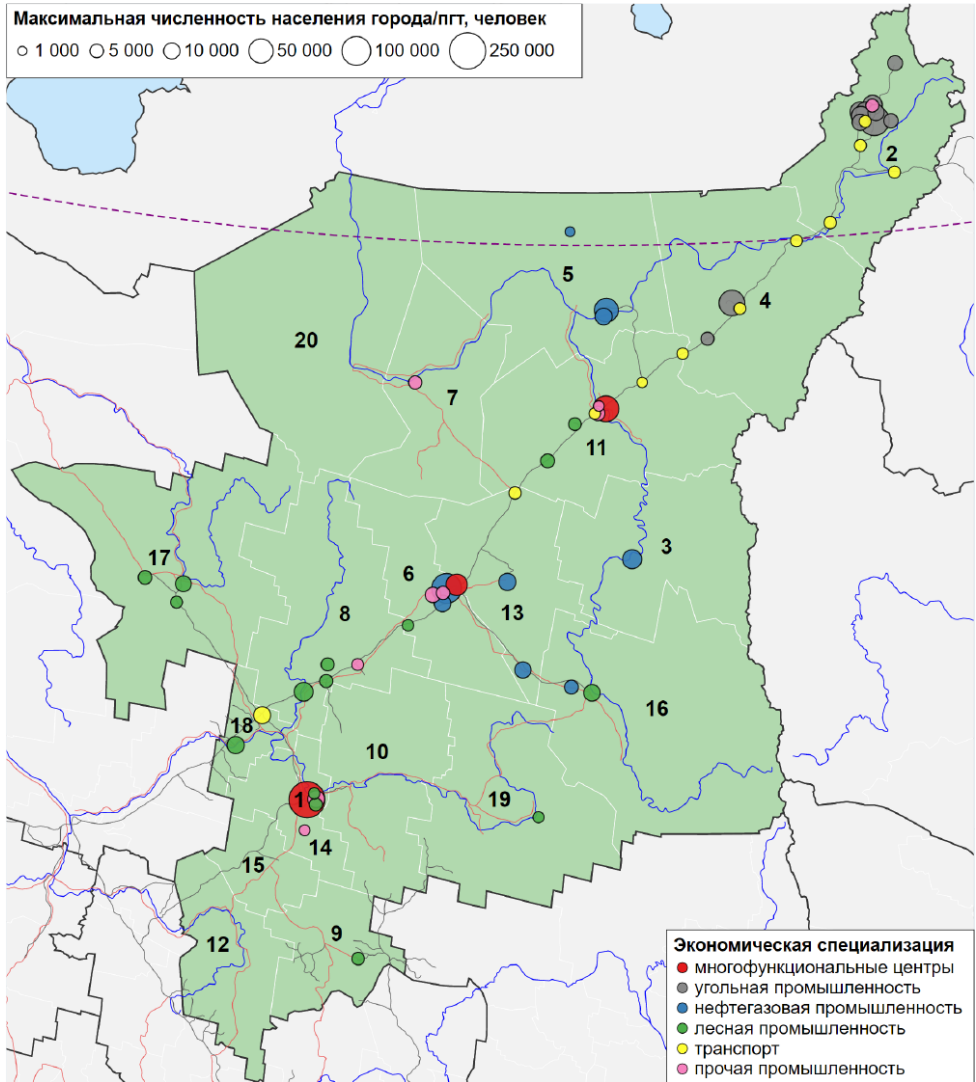 Максимальная численность населения города/пгт, человек
1 000 5 000 10 000 50 000 100 000 250 000
2
5
4
20
7
11
3
17
6
8
13
16
18
10
1
19
14
15
12
9
Экономическая специализация
многофункциональные центры
угольная промышленность
нефтегазовая промышленность
лесная промышленность
транспорт
прочая промышленность